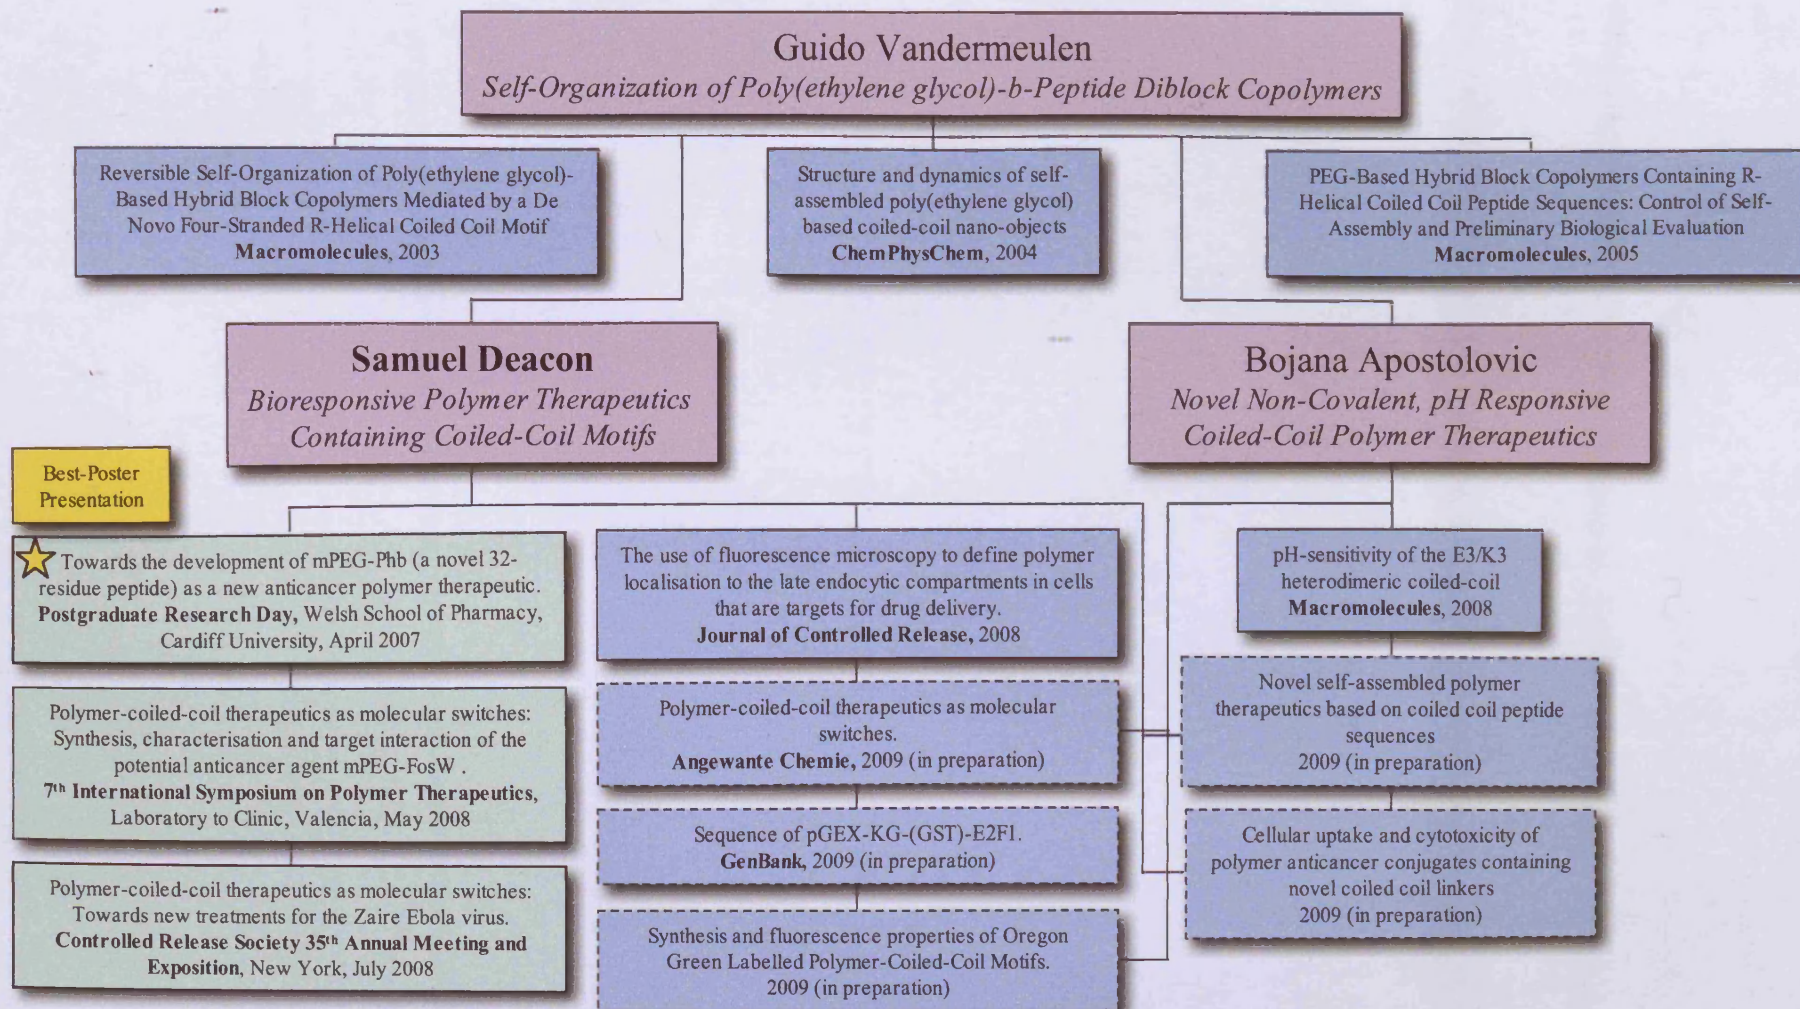 Guido Vandermeulen
Self-Organization of Poly(ethylene glycol)-b-Peptide Diblock Copolymers
Reversible Self-Organization of Poly(ethylene glycol)-
Based Hybrid Block Copolymers Mediated by a De
Novo Four-Stranded R-Helical Coiled Coil Motif
Macromolecules, 2003
Structure and dynamics of self-
assembled poly(ethylene glycol)
based coiled-coil nano-objects
ChemPhysChem, 2004
PEG-Based Hybrid Block Copolymers Containing R-
Helical Coiled Coil Peptide Sequences: Control of Self-
Assembly and Preliminary Biological Evaluation
Macromolecules, 2005
Samuel Deacon
Bioresponsive Polymer Therapeutics
Containing Coiled-Coil Motifs
Bojana Apostolovic
Novel Non-Covalent, pH Responsive
Coiled-Coil Polymer Therapeutics
Best-Poster
Presentation
Towards the development of mPEG-Phb (a novel 32-
residue peptide) as a new anticancer polymer therapeutic.
Postgraduate Research Day, Welsh School of Pharmacy,
Cardiff University, April 2007
Polymer-coiled-coil therapeutics as molecular switches:
Synthesis, characterisation and target interaction of the
potential anticancer agent mPEG-FosW .
7th International Symposium on Polymer Therapeutics,
Laboratory to Clinic, Valencia, May 2008
Polymer-coiled-coil therapeutics as molecular switches:
Towards new treatments for the Zaire Ebola virus.
Controlled Release Society 35th Annual Meeting and
Exposition, New York, July 2008
The use of fluorescence microscopy to define polymer
localisation to the late endocytic compartments in cells
that are targets for drug delivery.
Journal of Controlled Release, 2008
Polymer-coiled-coil therapeutics as molecular
switches.
Angewante Chemie, 2009 (in preparation)
Sequence of pGEX-KG-(GST)-E2F1.
GenBank, 2009 (in preparation)
Synthesis and fluorescence properties of Oregon
Green Labelled Polymer-Coiled-Coil Motifs.
2009 (in preparation)
pH-sensitivity of the E3/K3
heterodimeric coiled-coil
Macromolecules, 2008
Novel self-assembled polymer
therapeutics based on coiled coil peptide
sequences
2009 (in preparation)
Cellular uptake and cytotoxicity of
polymer anticancer conjugates containing
novel coiled coil linkers
2009 (in preparation)